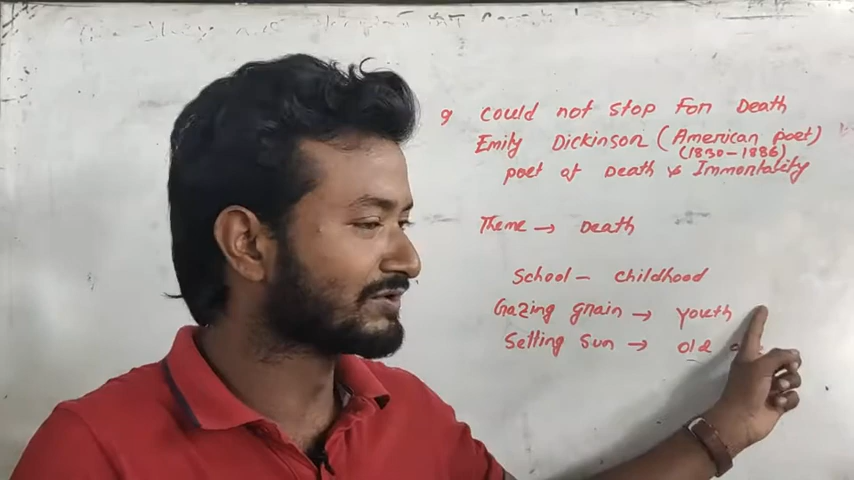 I could not stop for Death
Emily Dickinson (American poet)
(1830-1886)
poet of Death & Immortality
Theme → Death
School - childhood
Gazing grain → youth
Setting Sun → old